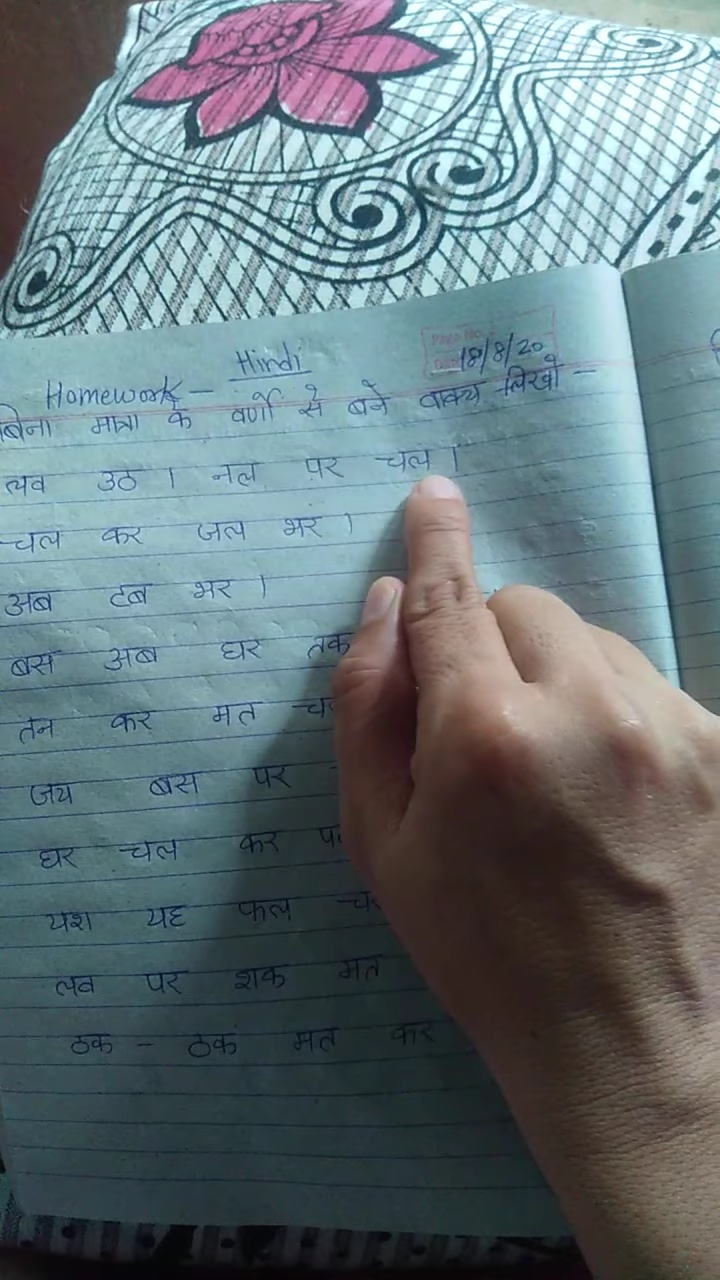 Hindi
18/8/20
Homework -
बिना मात्रा के वर्णो से बने वाक्य लिखो -
लव उठ । नल पर चल ।
चल कर जल भर ।
अब टब भर ।
बस अब घर तक
तन कर मत
जय बस पर
घर चल कर
यश यह फल
लव पर शक मत
ठक - ठक मत कर